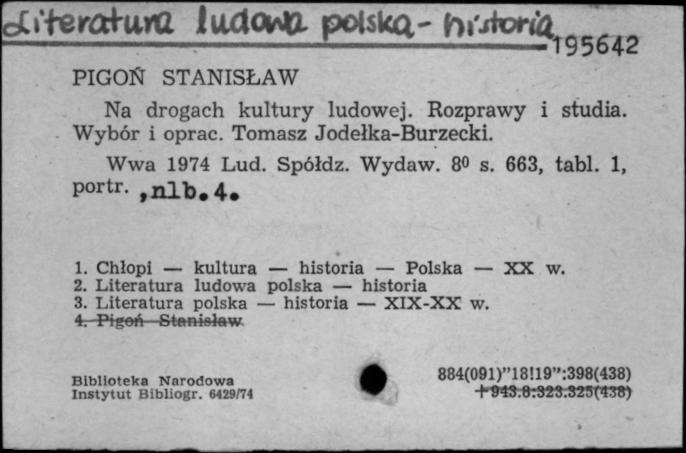 Literatura ludowa polska - historia
195642
PIGOŃ STANISŁAW
Na drogach kultury ludowej. Rozprawy i studia.
Wybór i oprac. Tomasz Jodełka-Burzecki.
Wwa 1974 Lud. Spółdz. Wydaw. 8⁰ s. 663, tabl. 1,
portr. , nlb. 4.
1. Chłopi — kultura — historia — Polska — XX w.
2. Literatura ludowa polska — historia
3. Literatura polska — historia — XIX-XX w.
4. Pigoń Stanisław
884(091)"18!19":398(438)
+943.8:323.325(438)
Biblioteka Narodowa
Instytut Bibliogr. 6429/74